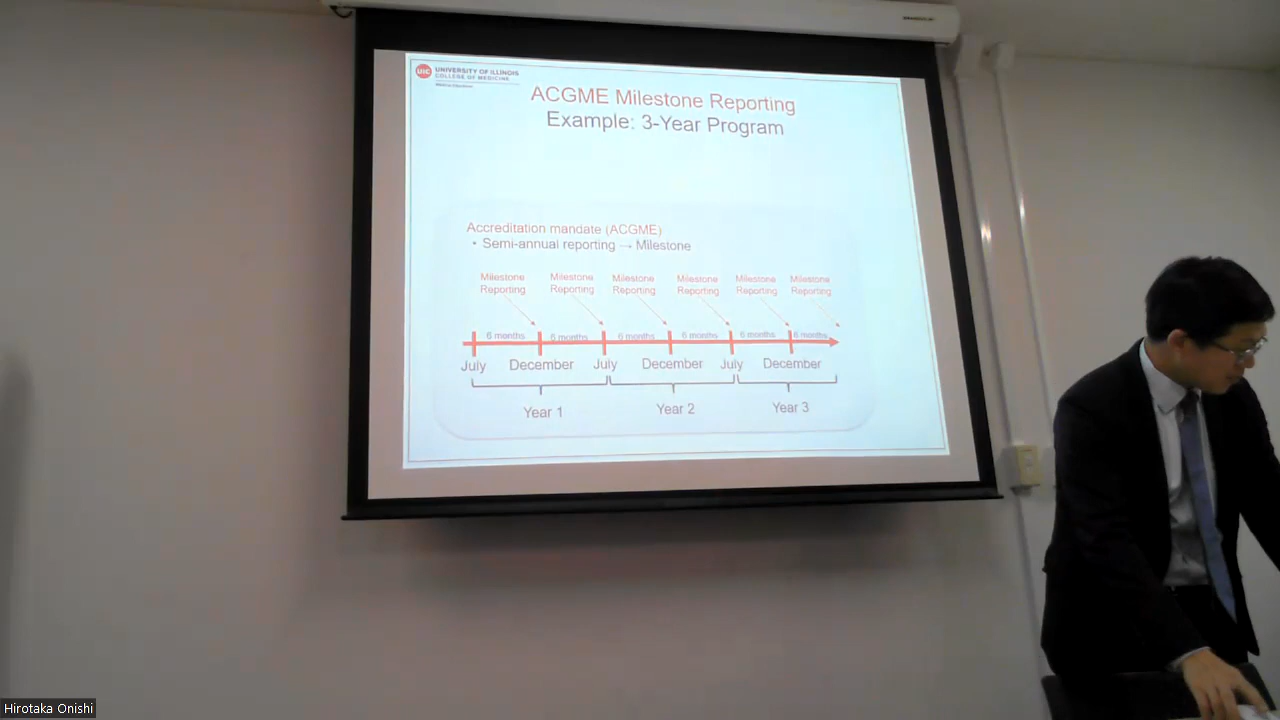 UIC
UNIVERSITY OF ILLINOIS
COLLEGE OF MEDICINE
ACGME Milestone Reporting
Example: 3-Year Program
Accreditation mandate (ACGME)
• Semi-annual reporting → Milestone
Milestone Reporting
Milestone Reporting
Milestone Reporting
Milestone Reporting
Milestone Reporting
Milestone Reporting
6 months 6 months 6 months 6 months 6 months 6 months
July December July December July December
Year 1 Year 2 Year 3
Hirotaka Onishi